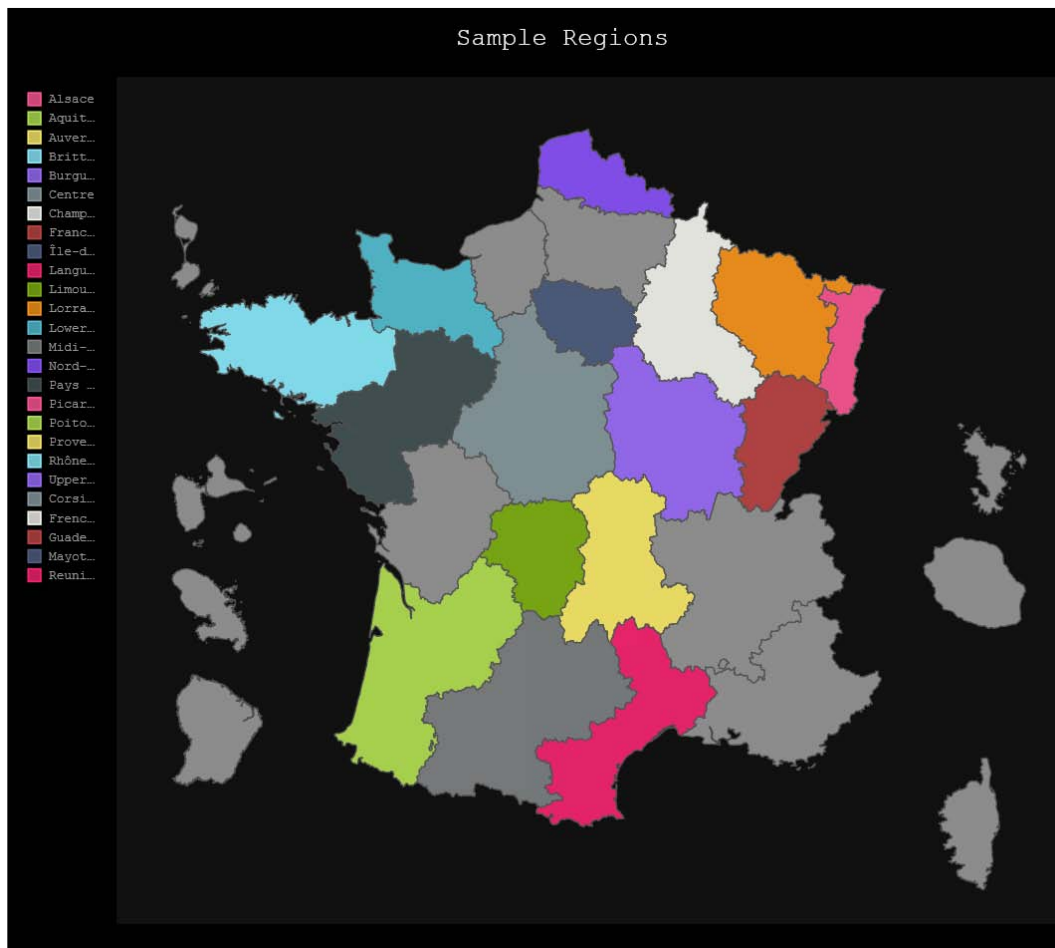 Sample Regions
Alsace
Aquit…
Auver…
Britt…
Burgu…
Centre
Champ…
Franc…
Île-d…
Langu…
Limou…
Lorra…
Lower…
Midi-…
Nord-…
Pays …
Picar…
Poito…
Prove…
Rhône…
Upper…
Corsi…
Frenc…
Guade…
Mayot…
Reuni…